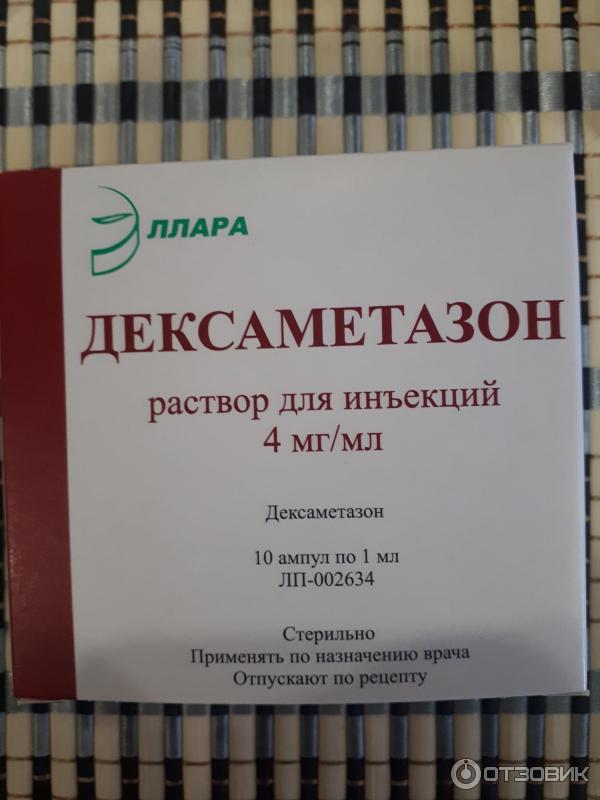 ЭЛЛАРА
ДЕКСАМЕТАЗОН
раствор для инъекций
4 мг/мл
Дексаметазон
10 ампул по 1 мл
ЛП-002634
Стерильно
Применять по назначению врача
Отпускают по рецепту
ОТЗОВИК